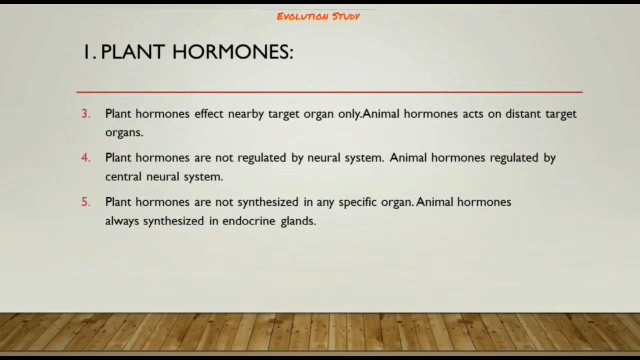 Evolution Study
1. PLANT HORMONES:
3. Plant hormones effect nearby target organ only.Animal hormones acts on distant target
organs.
4. Plant hormones are not regulated by neural system. Animal hormones regulated by
central neural system.
5. Plant hormones are not synthesized in any specific organ. Animal hormones
always synthesized in endocrine glands.